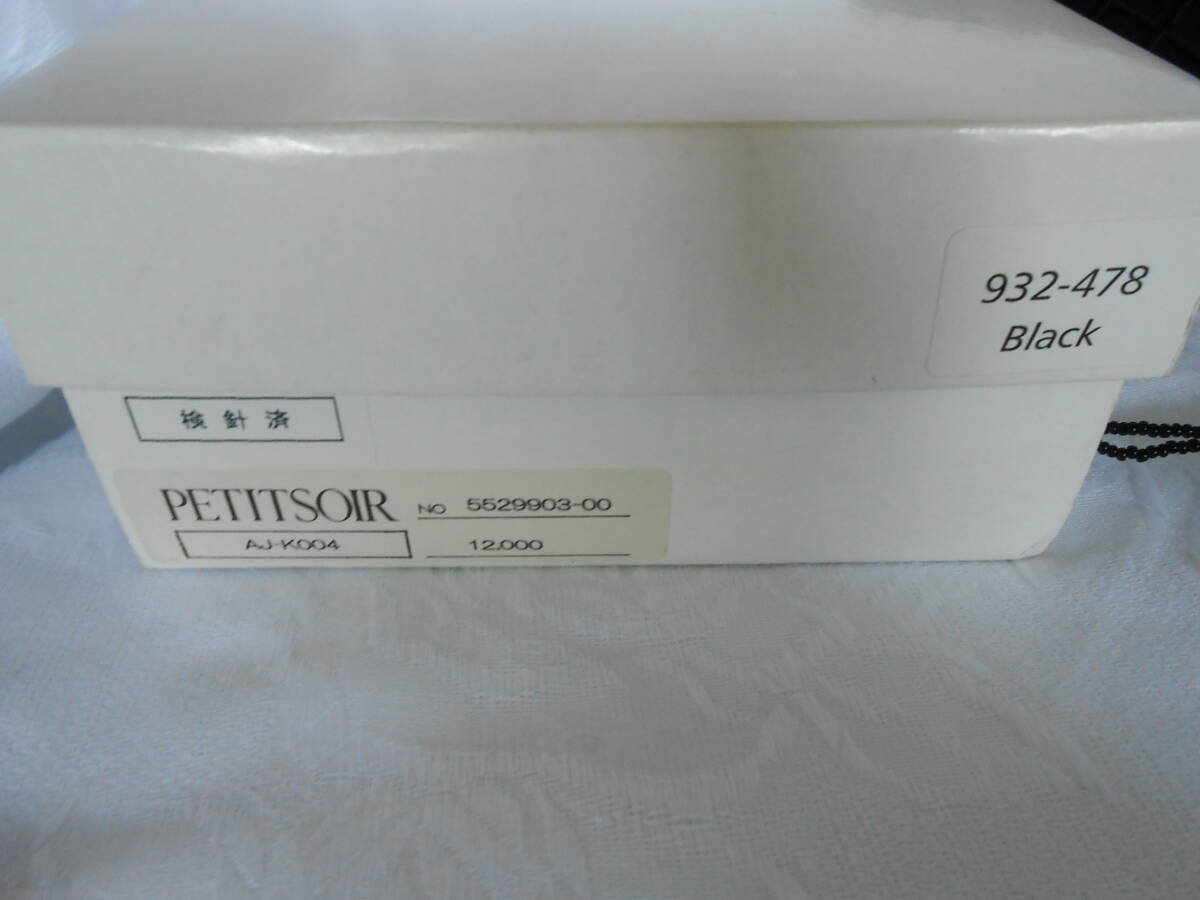 932-478
Black
検針済
PETITSOIR
NO 5529903-00
AJ-K004
12.000